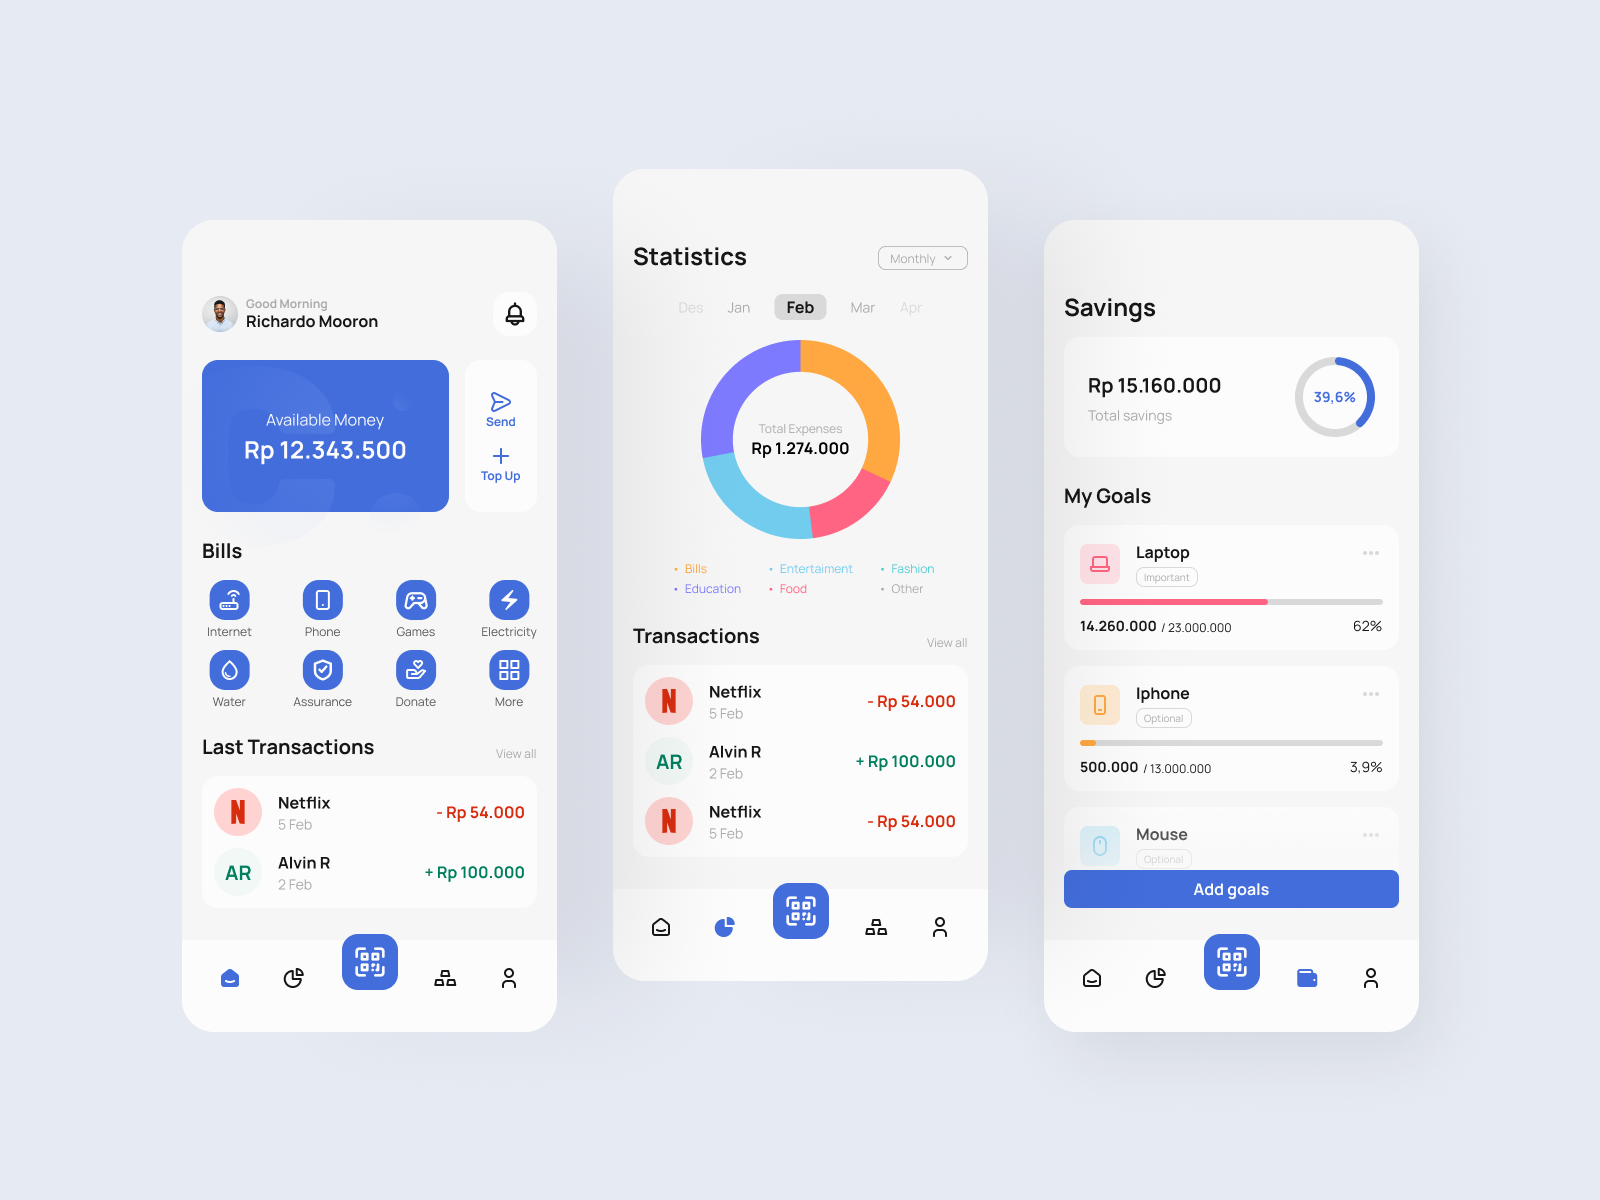 Good Morning
Richardo Mooron
Available Money
Rp 12.343.500
Send
Top Up
Bills
Internet Phone Games Electricity
Water Assurance Donate More
Last Transactions View all
N Netflix - Rp 54.000
5 Feb
AR Alvin R + Rp 100.000
2 Feb
Statistics Monthly
Des Jan Feb Mar Apr
Total Expenses
Rp 1.274.000
• Bills • Entertaiment • Fashion
• Education • Food • Other
Transactions View all
N Netflix - Rp 54.000
5 Feb
AR Alvin R + Rp 100.000
2 Feb
N Netflix - Rp 54.000
5 Feb
Savings
Rp 15.160.000
Total savings
39,6%
My Goals
Laptop
Important
14.260.000 / 23.000.000 62%
Iphone
Optional
500.000 / 13.000.000 3,9%
Mouse
Optional
Add goals